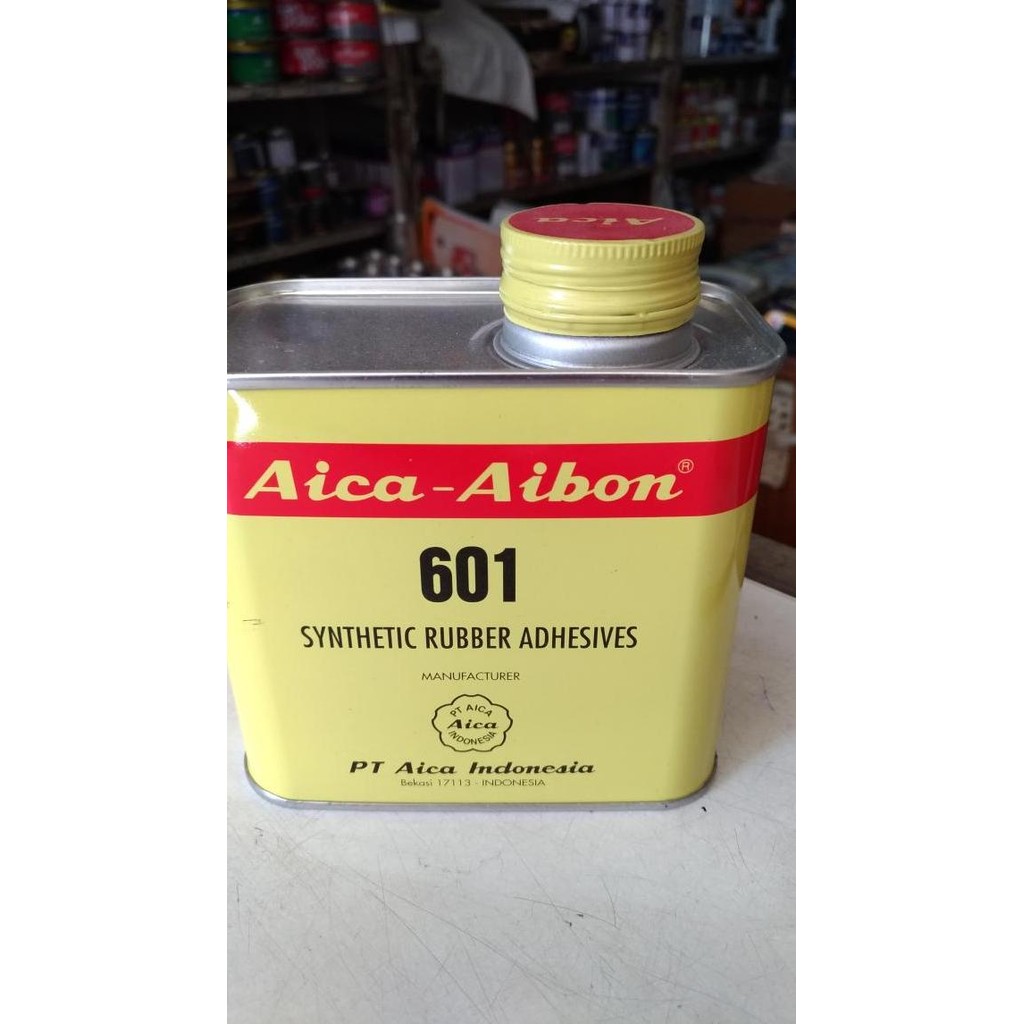 Aica
Aica-Aibon®
601
SYNTHETIC RUBBER ADHESIVES
MANUFACTURER
PT AICA
Aica
INDONESIA
PT Aica Indonesia
Bekasi 17113 - INDONESIA